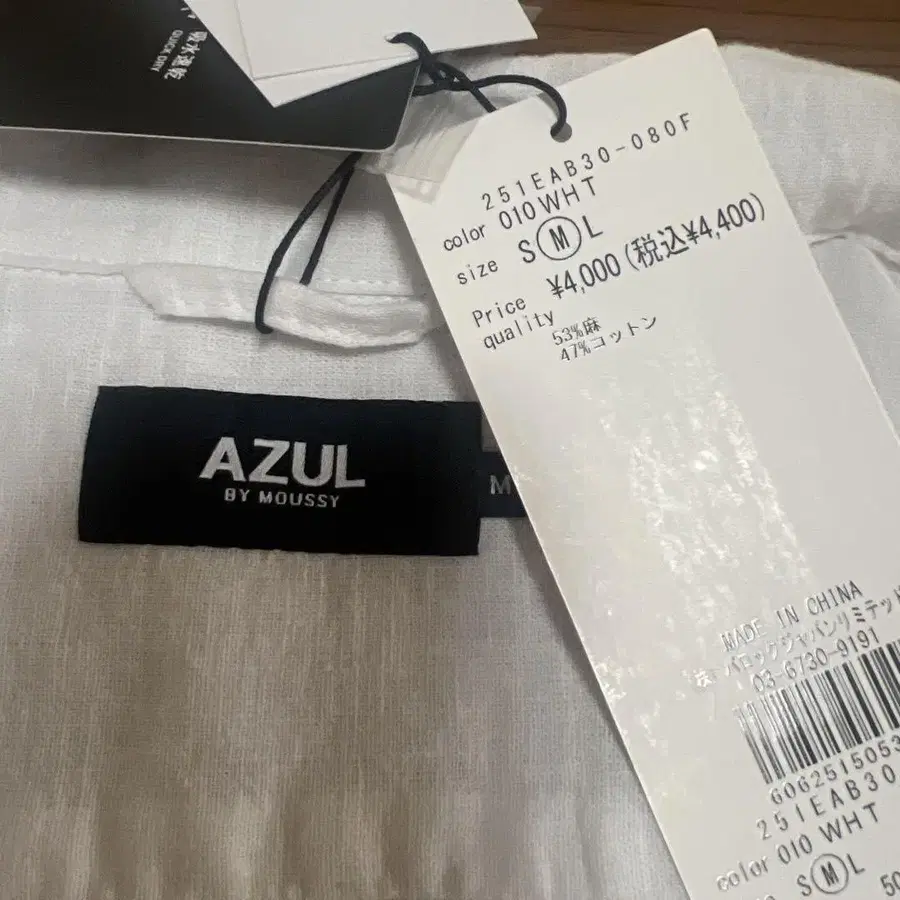 吸水速乾
QUICK DRY
251EAB30-080F
color 010 WHT
size S M L
Price ¥4,000(税込¥4,400)
quality 53%麻
47%コットン
AZUL
BY MOUSSY
M
MADE IN CHINA
バロックジャパンリミテッド
03-6730-9191
6062515053
251EAB30
color 010 WHT
S M L